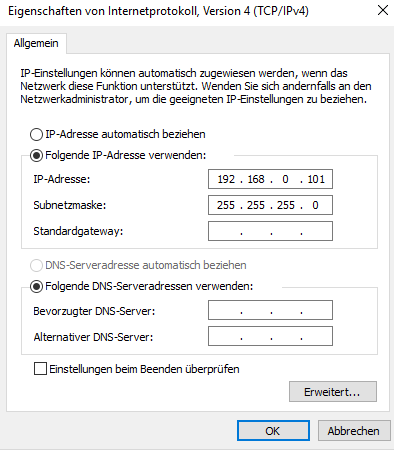 Eigenschaften von Internetprotokoll, Version 4 (TCP/IPv4)
Allgemein
IP-Einstellungen können automatisch zugewiesen werden, wenn das
Netzwerk diese Funktion unterstützt. Wenden Sie sich andernfalls an den
Netzwerkadministrator, um die geeigneten IP-Einstellungen zu beziehen.
IP-Adresse automatisch beziehen
Folgende IP-Adresse verwenden:
IP-Adresse: 192 . 168 . 0 . 101
Subnetzmaske: 255 . 255 . 255 . 0
Standardgateway: . . .
DNS-Serveradresse automatisch beziehen
Folgende DNS-Serveradressen verwenden:
Bevorzugter DNS-Server: . . .
Alternativer DNS-Server: . . .
Einstellungen beim Beenden überprüfen
Erweitert...
OK Abbrechen